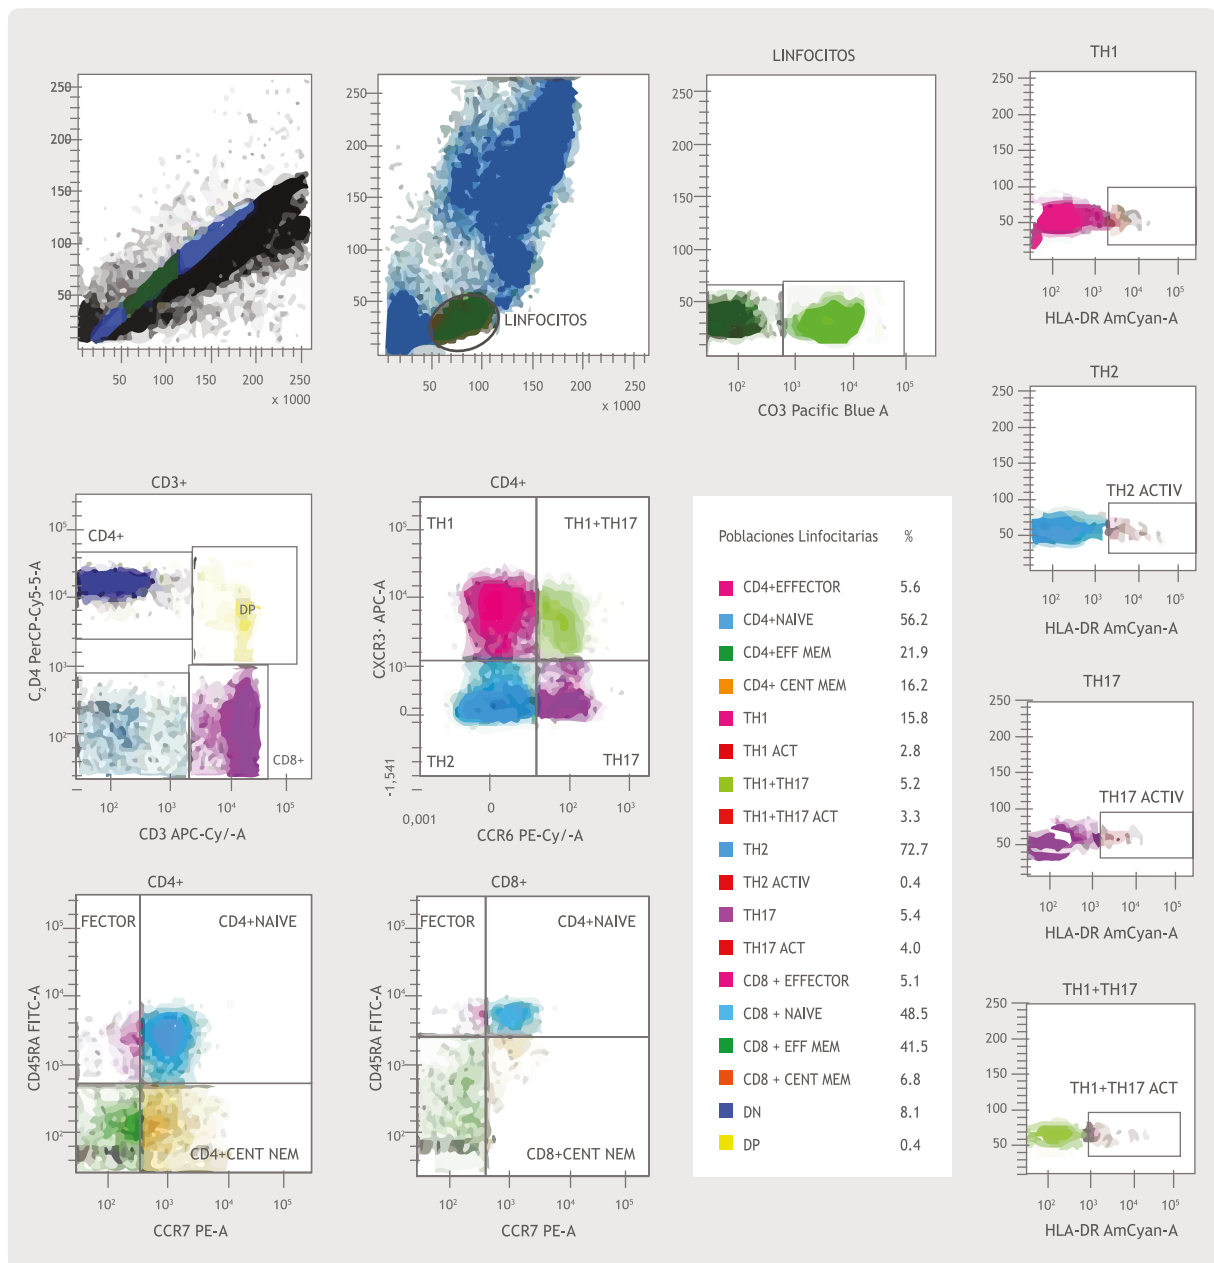 LINFOCITOS
TH1
250
200
150
100
50
50 100 150 200 250
x 1000
250
200
150
100
50
LINFOCITOS
50 100 150 200 250
x 1000
250
200
150
100
50
10² 10³ 10⁴ 10⁵
CO3 Pacific Blue A
250
200
150
100
50
10² 10³ 10⁴ 10⁵
HLA-DR AmCyan-A
TH2
250
200
150
100
50
TH2 ACTIV
10² 10³ 10⁴ 10⁵
HLA-DR AmCyan-A
CD3+
C₂D4 PerCP-Cy5-5-A
10⁵
10⁴
10³
10²
CD4+
DP
CD8+
10² 10³ 10⁴ 10⁵
CD3 APC-Cy/-A
CD4+
CXCR3· APC-A
10⁵
10⁴
10³
0
-1,541
TH1
TH1+TH17
TH2
TH17
0,001
0 10² 10³
CCR6 PE-Cy/-A
Poblaciones Linfocitarias %
CD4+EFFECTOR 5.6
CD4+NAIVE 56.2
CD4+EFF MEM 21.9
CD4+ CENT MEM 16.2
TH1 15.8
TH1 ACT 2.8
TH1+TH17 5.2
TH1+TH17 ACT 3.3
TH2 72.7
TH2 ACTIV 0.4
TH17 5.4
TH17 ACT 4.0
CD8 + EFFECTOR 5.1
CD8 + NAIVE 48.5
CD8 + EFF MEM 41.5
CD8 + CENT MEM 6.8
DN 8.1
DP 0.4
TH17
250
200
150
100
50
TH17 ACTIV
10² 10³ 10⁴ 10⁵
HLA-DR AmCyan-A
CD4+
CD45RA FITC-A
10⁵
10⁴
10³
10²
FECTOR
CD4+NAIVE
CD4+CENT NEM
10² 10³ 10⁴ 10⁵
CCR7 PE-A
CD8+
CD45RA FITC-A
10⁵
10⁴
10³
10²
FECTOR
CD4+NAIVE
CD8+CENT NEM
10² 10³ 10⁴ 10⁵
CCR7 PE-A
TH1+TH17
250
200
150
100
50
TH1+TH17 ACT
10² 10³ 10⁴ 10⁵
HLA-DR AmCyan-A